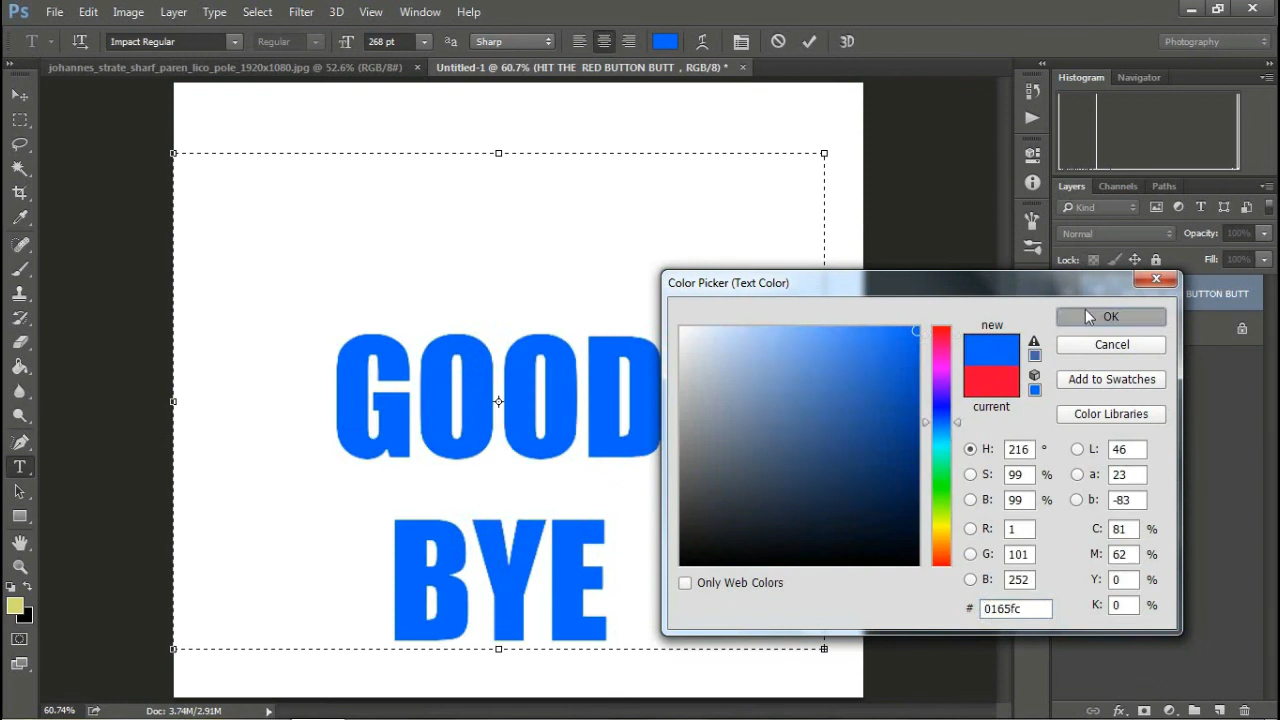 Ps File Edit Image Layer Type Select Filter 3D View Window Help
T Impact Regular Regular 268 pt aa Sharp 3D Photography
johannes_strate_sharf_paren_lico_pole_1920x1080.jpg @ 52.6% (RGB/8#) × Untitled-1 @ 60.7% (HIT THE RED BUTTON BUTT , RGB/8) * ×
Histogram Navigator
Layers Channels Paths
Kind
Normal Opacity: 100%
Lock: Fill: 100%
BUTTON BUTT
GOOD
BYE
Color Picker (Text Color)
new
current
OK
Cancel
Add to Swatches
Color Libraries
H: 216 ° L: 46
S: 99 % a: 23
B: 99 % b: -83
R: 1 C: 81 %
G: 101 M: 62 %
B: 252 Y: 0 %
# 0165fc K: 0 %
Only Web Colors
60.74% Doc: 3.74M/2.91M
fx